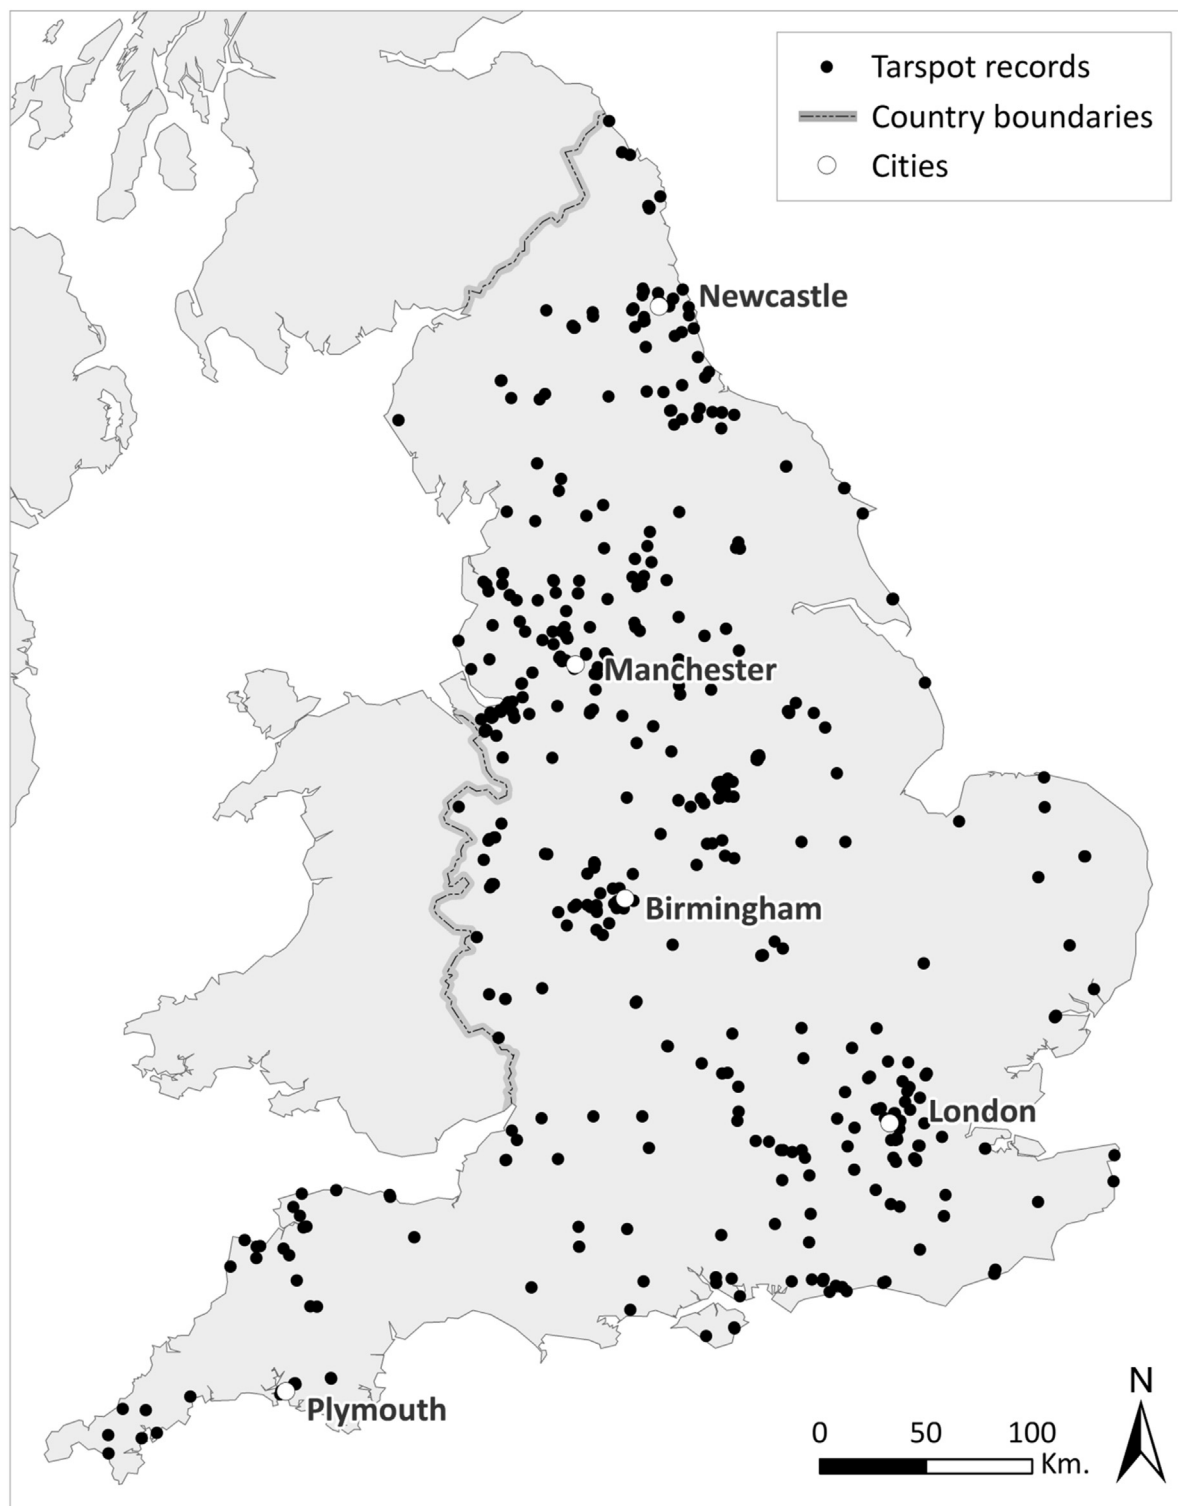 Tarspot records
Country boundaries
Cities
Newcastle
Manchester
Birmingham
London
Plymouth
N
0 50 100
Km.